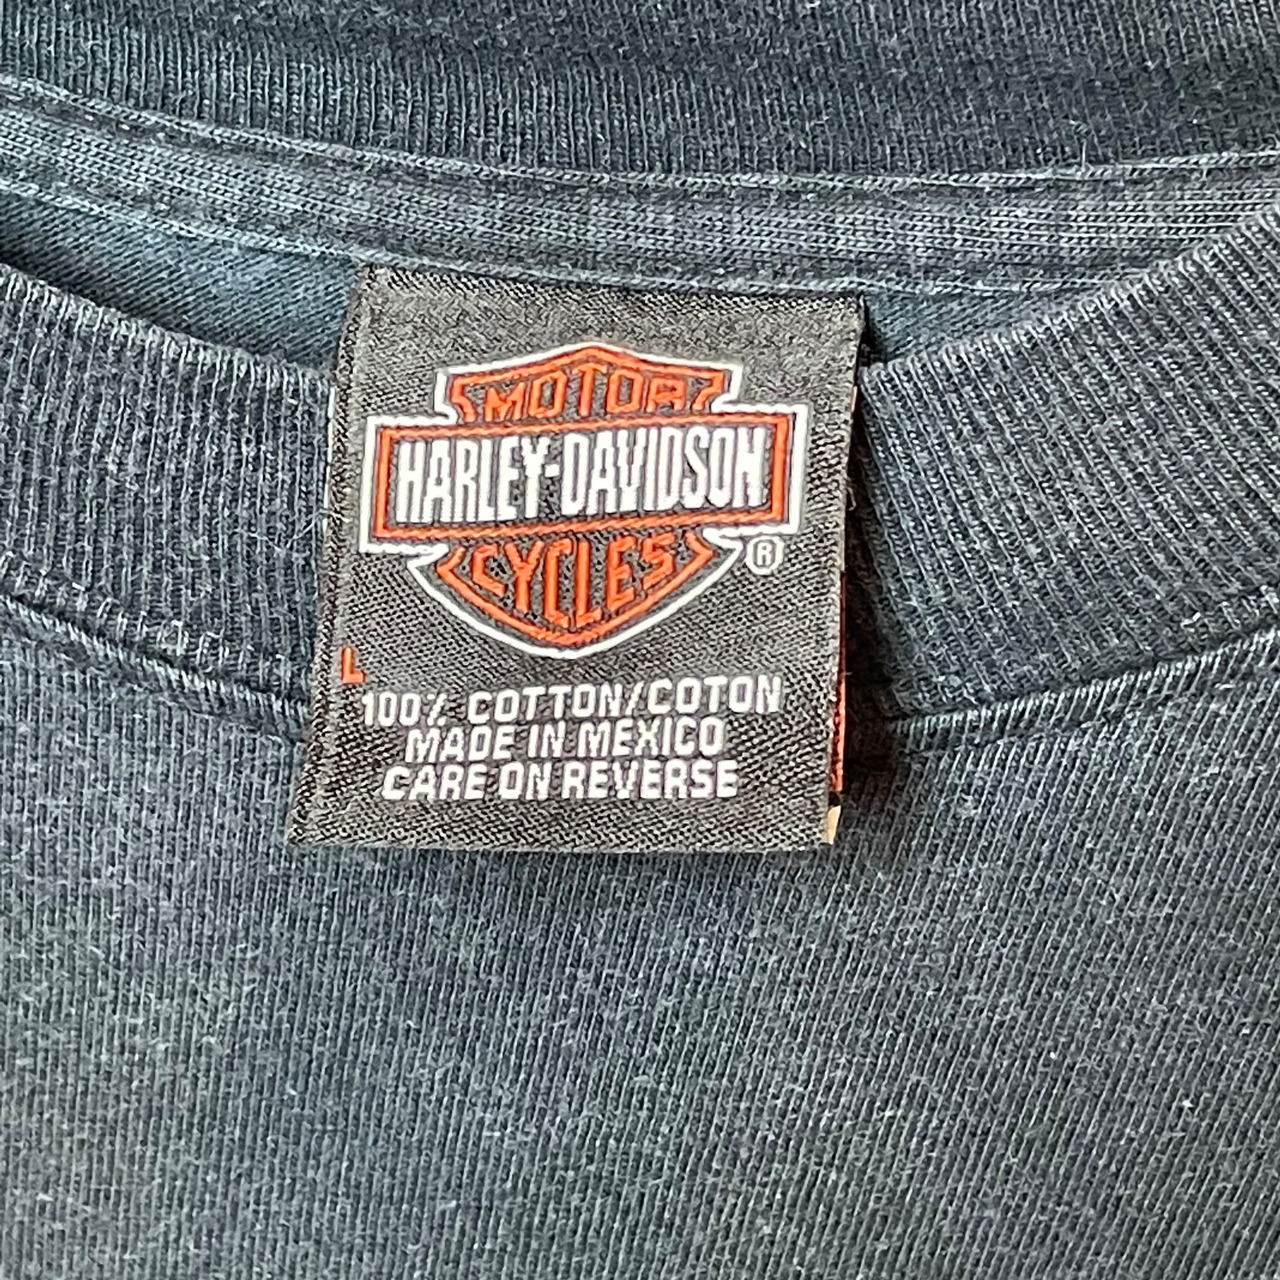 MOTOR
HARLEY-DAVIDSON
CYCLES
®
L
100% COTTON/COTON
MADE IN MEXICO
CARE ON REVERSE